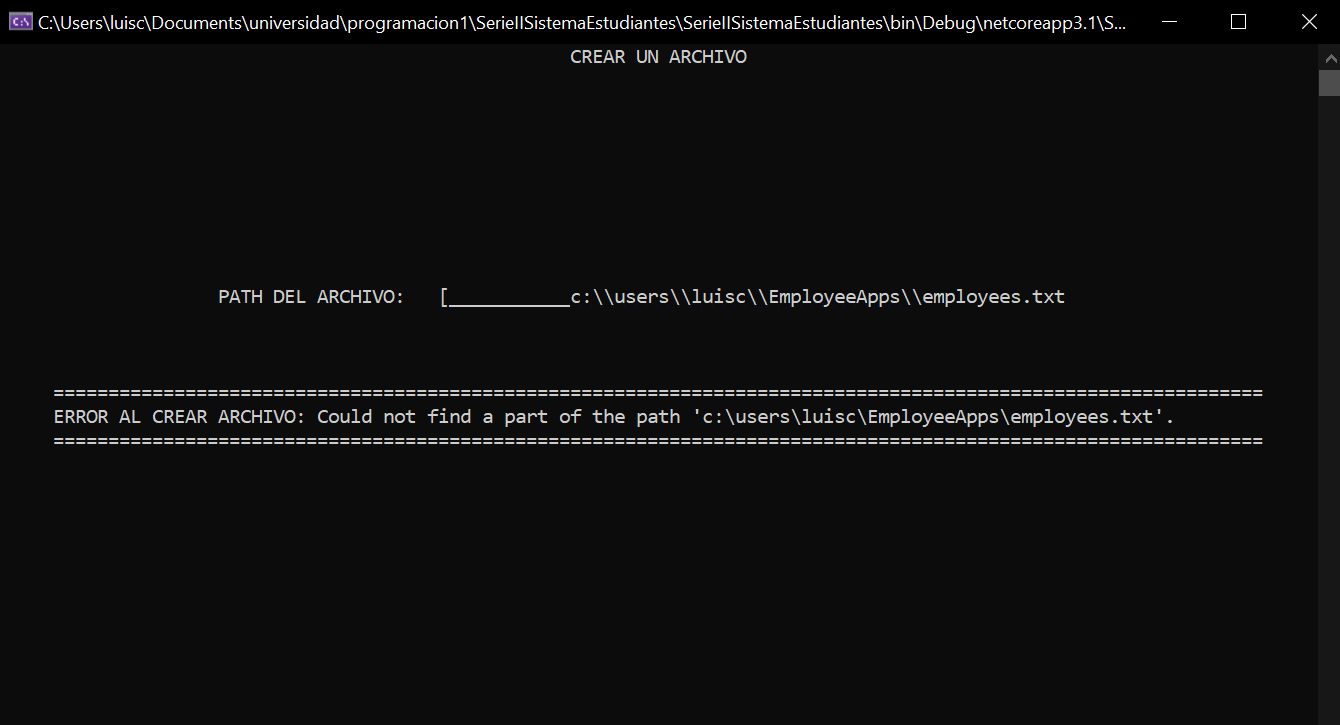 C:\Users\luisc\Documents\universidad\programacion1\SerieIISistemaEstudiantes\SerieIISistemaEstudiantes\bin\Debug\netcoreapp3.1\S...
CREAR UN ARCHIVO
PATH DEL ARCHIVO: [___________c:\\users\\luisc\\EmployeeApps\\employees.txt
==============================================================================================================
ERROR AL CREAR ARCHIVO: Could not find a part of the path 'c:\users\luisc\EmployeeApps\employees.txt'.
==============================================================================================================